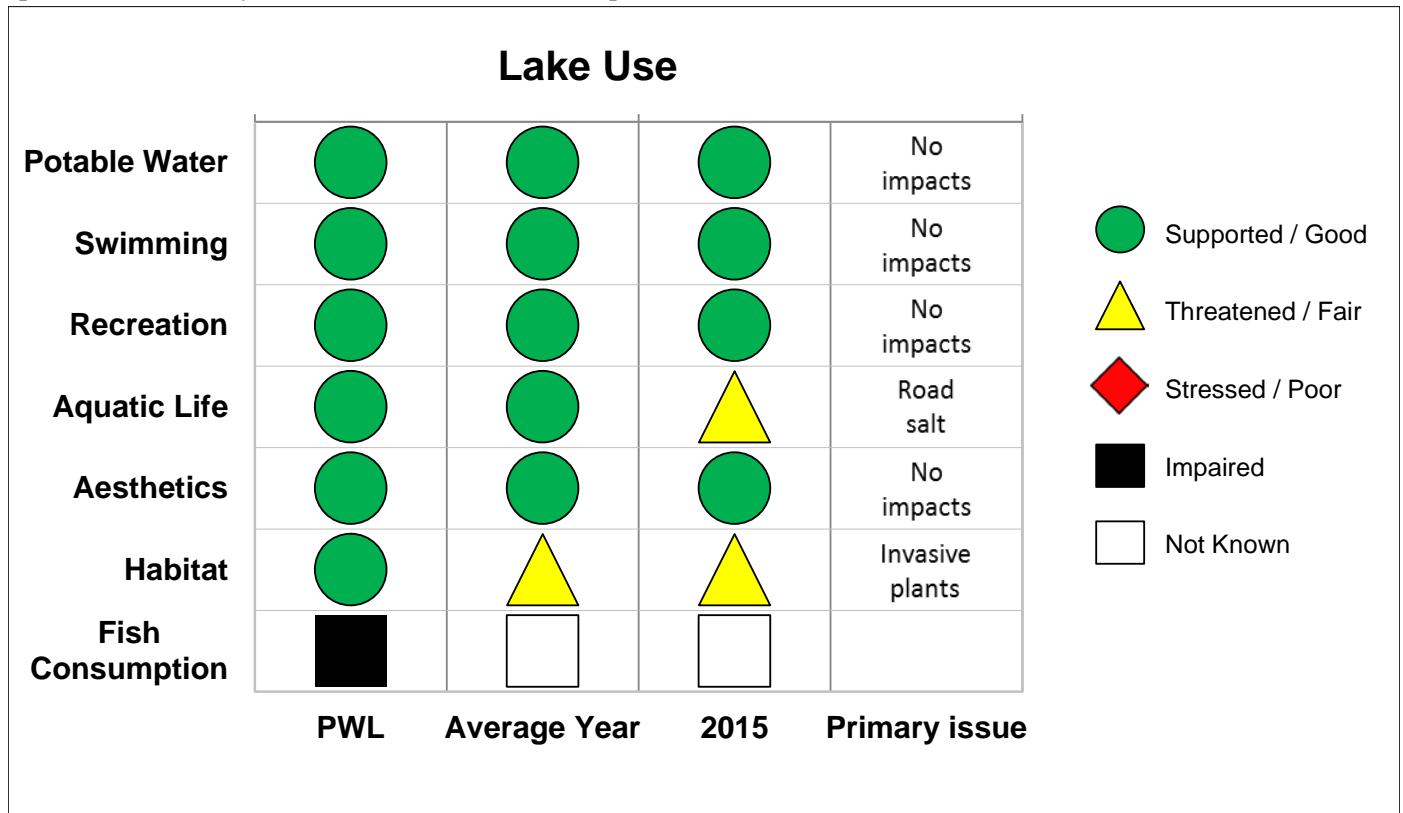 Lake Use
Potable Water
No
impacts
Swimming
No
impacts
Recreation
No
impacts
Aquatic Life
Road
salt
Aesthetics
No
impacts
Habitat
Invasive
plants
Fish
Consumption
PWL
Average Year
2015
Primary issue
Supported / Good
Threatened / Fair
Stressed / Poor
Impaired
Not Known